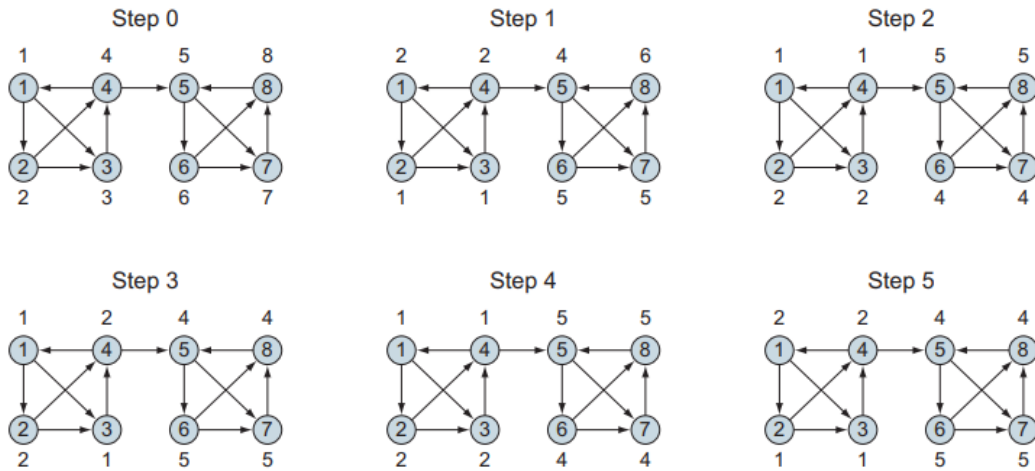 Step 0 Step 1 Step 2
1 4 5 8 2 2 4 6 1 1 5 5
1 4 5 8 1 4 5 8 1 4 5 8
2 3 6 7 2 3 6 7 2 3 6 7
2 3 6 7 1 1 5 5 2 2 4 4
Step 3 Step 4 Step 5
1 2 4 4 1 1 5 5 2 2 4 4
1 4 5 8 1 4 5 8 1 4 5 8
2 3 6 7 2 3 6 7 2 3 6 7
2 1 5 5 2 2 4 4 1 1 5 5